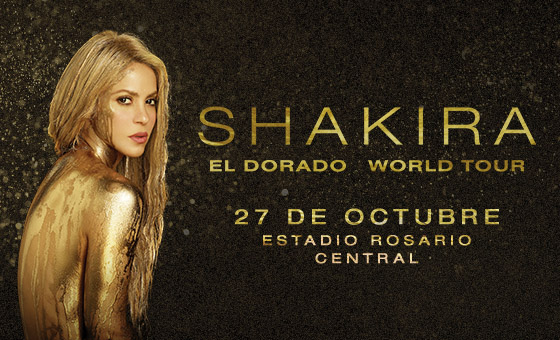 SHAKIRA
EL DORADO WORLD TOUR
27 DE OCTUBRE
ESTADIO ROSARIO
CENTRAL